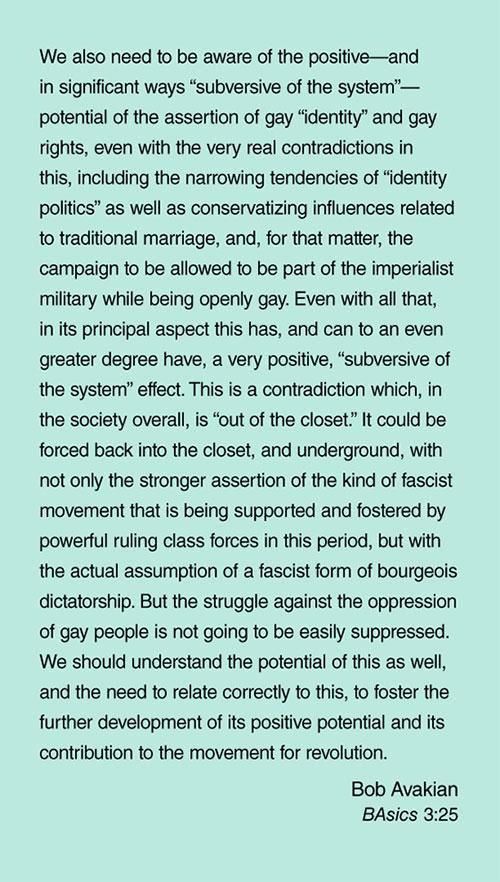 We also need to be aware of the positive—and
in significant ways “subversive of the system”—
potential of the assertion of gay “identity” and gay
rights, even with the very real contradictions in
this, including the narrowing tendencies of “identity
politics” as well as conservatizing influences related
to traditional marriage, and, for that matter, the
campaign to be allowed to be part of the imperialist
military while being openly gay. Even with all that,
in its principal aspect this has, and can to an even
greater degree have, a very positive, “subversive of
the system” effect. This is a contradiction which, in
the society overall, is “out of the closet.” It could be
forced back into the closet, and underground, with
not only the stronger assertion of the kind of fascist
movement that is being supported and fostered by
powerful ruling class forces in this period, but with
the actual assumption of a fascist form of bourgeois
dictatorship. But the struggle against the oppression
of gay people is not going to be easily suppressed.
We should understand the potential of this as well,
and the need to relate correctly to this, to foster the
further development of its positive potential and its
contribution to the movement for revolution.
Bob Avakian
BAsics 3:25